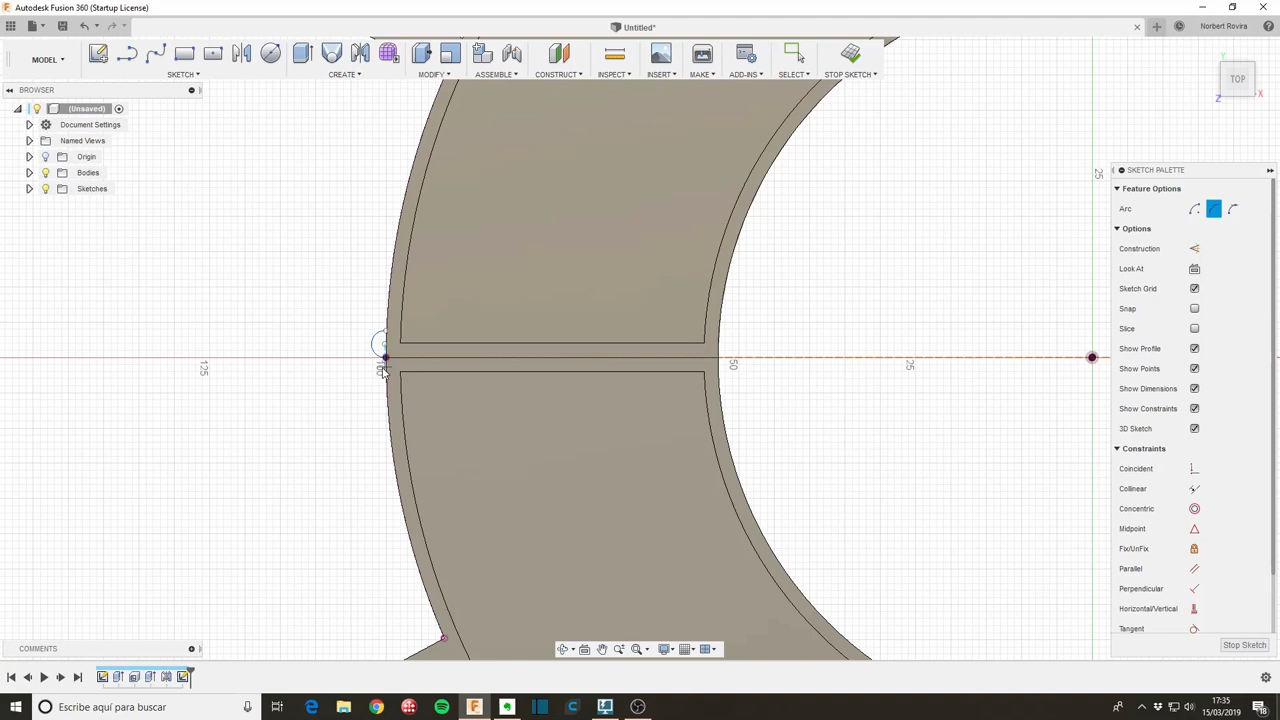 Autodesk Fusion 360 (Startup License)
Untitled*
Norbert Rovira
MODEL
SKETCH
CREATE
MODIFY
ASSEMBLE
CONSTRUCT
INSPECT
INSERT
MAKE
ADD-INS
SELECT
STOP SKETCH
BROWSER
(Unsaved)
Document Settings
Named Views
Origin
Bodies
Sketches
Y
TOP
X
Z
25
125
100
50
25
SKETCH PALETTE
Feature Options
Arc
Options
Construction
Look At
Sketch Grid
Snap
Slice
Show Profile
Show Points
Show Dimensions
Show Constraints
3D Sketch
Constraints
Coincident
Collinear
Concentric
Midpoint
Fix/UnFix
Parallel
Perpendicular
Horizontal/Vertical
Tangent
Stop Sketch
COMMENTS
Escribe aquí para buscar
17:35
15/03/2019
18